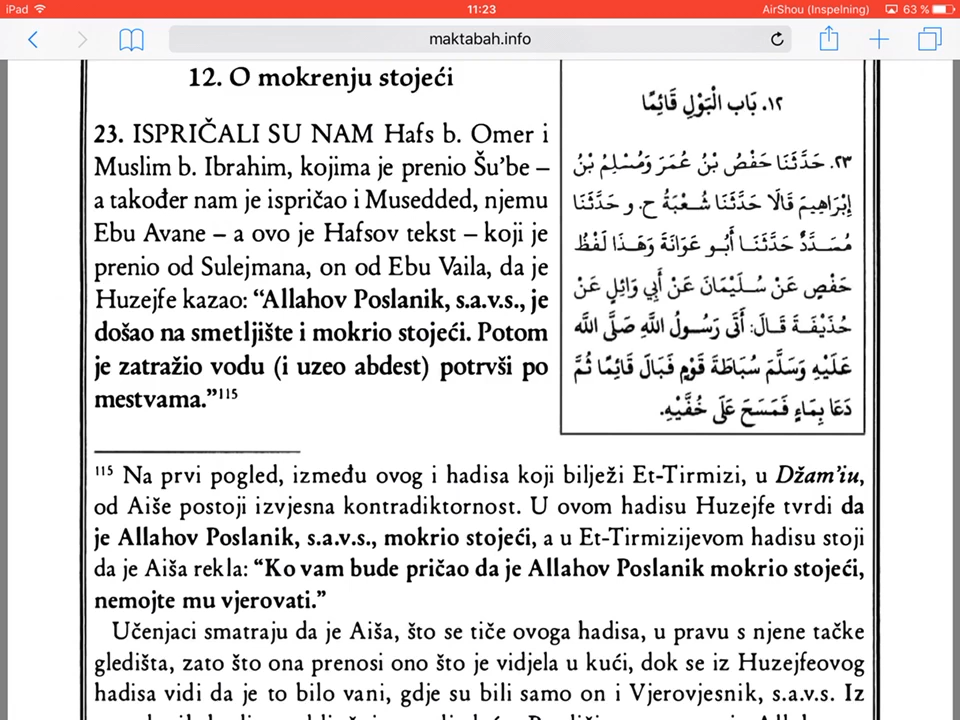 iPad
11:23
AirShou (Inspelning)
63 %
maktabah.info
12. O mokrenju stojeći
23. ISPRIČALI SU NAM Hafs b. Omer i
Muslim b. Ibrahim, kojima je prenio Šu’be –
a također nam je ispričao i Musedded, njemu
Ebu Avane – a ovo je Hafsov tekst – koji je
prenio od Sulejmana, on od Ebu Vaila, da je
Huzejfe kazao: “Allahov Poslanik, s.a.v.s., je
došao na smetljište i mokrio stojeći. Potom
je zatražio vodu (i uzeo abdest) potrvši po
mestvama.”115
١٢. بَاب الْبَوْلِ قَائِمًا
٢٣. حَدَّثَنَا حَفْصُ بْنُ عُمَرَ وَمُسْلِمُ بْنُ
إِبْرَاهِيمَ قَالَا حَدَّثَنَا شُعْبَةُ ح. و حَدَّثَنَا
مُسَدَّدٌ حَدَّثَنَا أَبُو عَوَانَةَ وَهَذَا لَفْظُ
حَفْصٍ عَنْ سُلَيْمَانَ عَنْ أَبِي وَائِلٍ عَنْ
حُذَيْفَةَ قَالَ: أَتَى رَسُولُ اللَّهِ صَلَّى اللَّه
عَلَيْهِ وَسَلَّمَ سُبَاطَةَ قَوْمٍ فَبَالَ قَائِمًا ثُمَّ
دَعَا بِمَاءٍ فَمَسَحَ عَلَى خُفَّيْهِ.
115 Na prvi pogled, između ovog i hadisa koji bilježi Et-Tirmizi, u Džam’iu,
od Aiše postoji izvjesna kontradiktornost. U ovom hadisu Huzejfe tvrdi da
je Allahov Poslanik, s.a.v.s., mokrio stojeći, a u Et-Tirmizijevom hadisu stoji
da je Aiša rekla: “Ko vam bude pričao da je Allahov Poslanik mokrio stojeći,
nemojte mu vjerovati.”
Učenjaci smatraju da je Aiša, što se tiče ovoga hadisa, u pravu s njene tačke
gledišta, zato što ona prenosi ono što je vidjela u kući, dok se iz Huzejfeovog
hadisa vidi da je to bilo vani, gdje su bili samo on i Vjerovjesnik, s.a.v.s. Iz